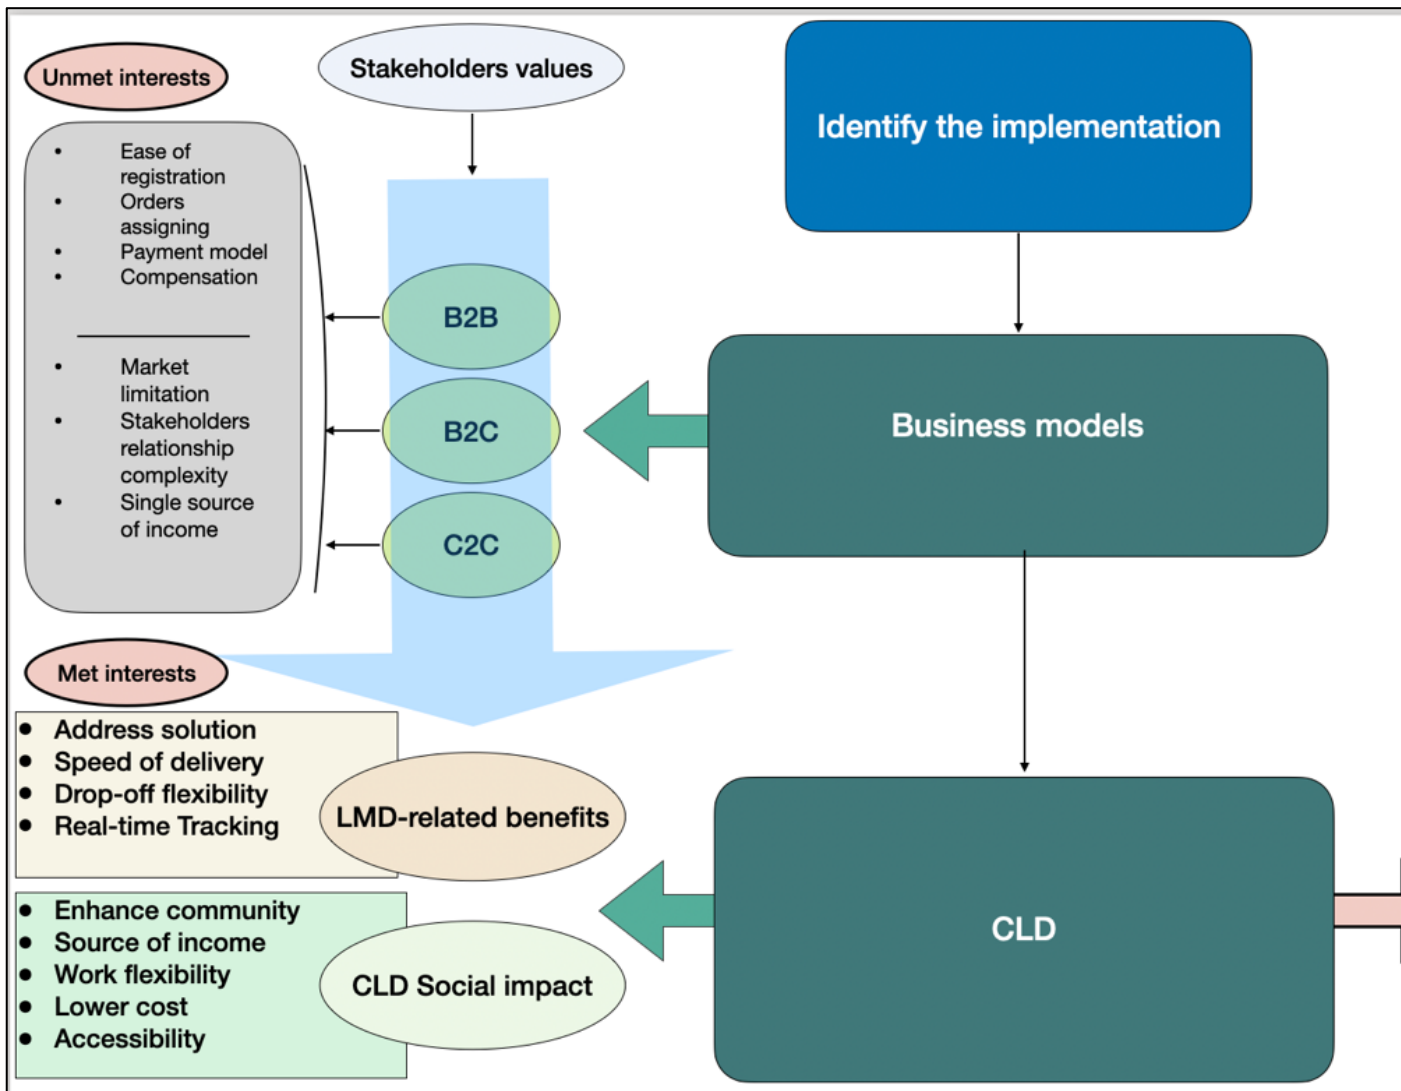 Unmet interests
Stakeholders values
Identify the implementation
• Ease of
registration
• Orders
assigning
• Payment model
• Compensation
• Market
limitation
• Stakeholders
relationship
complexity
• Single source
of income
B2B
B2C
C2C
Business models
Met interests
• Address solution
• Speed of delivery
• Drop-off flexibility
• Real-time Tracking
LMD-related benefits
• Enhance community
• Source of income
• Work flexibility
• Lower cost
• Accessibility
CLD Social impact
CLD